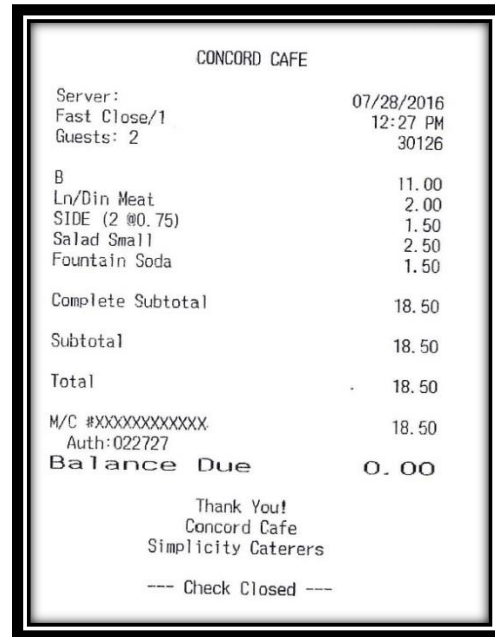 CONCORD CAFE
Server: 07/28/2016
Fast Close/1 12:27 PM
Guests: 2 30126
B 11.00
Ln/Din Meat 2.00
SIDE (2 @0.75) 1.50
Salad Small 2.50
Fountain Soda 1.50
Complete Subtotal 18.50
Subtotal 18.50
Total 18.50
M/C #XXXXXXXXXXXX 18.50
Auth:022727
Balance Due 0.00
Thank You!
Concord Cafe
Simplicity Caterers
--- Check Closed ---